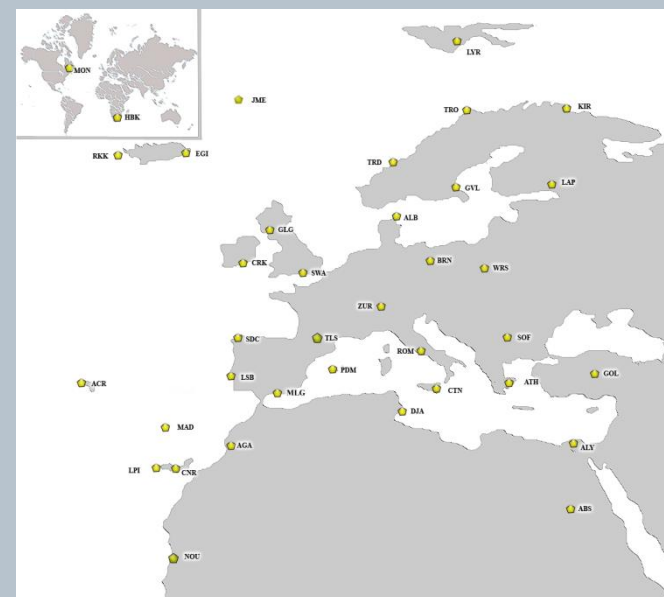 LYR
MON
JME
TRO
KIR
HBK
RKK
EGI
TRD
GVL
LAP
ALB
GLG
CRK
SWA
BRN
WRS
ZUR
SDC
TLS
SOF
ROM
PDM
GOL
ACR
LSB
MLG
CTN
ATH
DJA
MAD
AGA
ALY
LPI
CNR
ABS
NOU